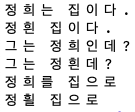 정희는 집이다.
정흰 집이다.
그는 정희인데?
그는 정흰데?
정희를 집으로
정휠 집으로